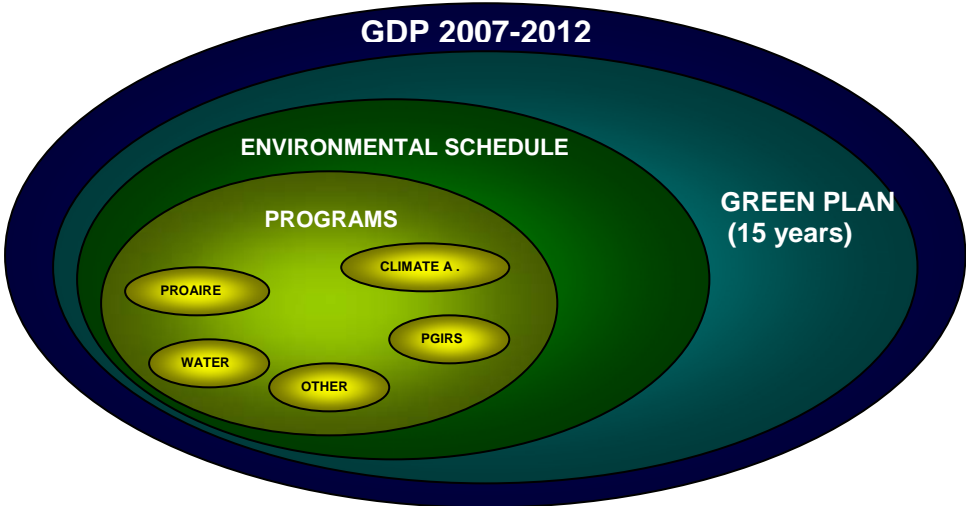 GDP 2007-2012
ENVIRONMENTAL SCHEDULE
GREEN PLAN
(15 years)
PROGRAMS
CLIMATE A .
PROAIRE
PGIRS
WATER
OTHER